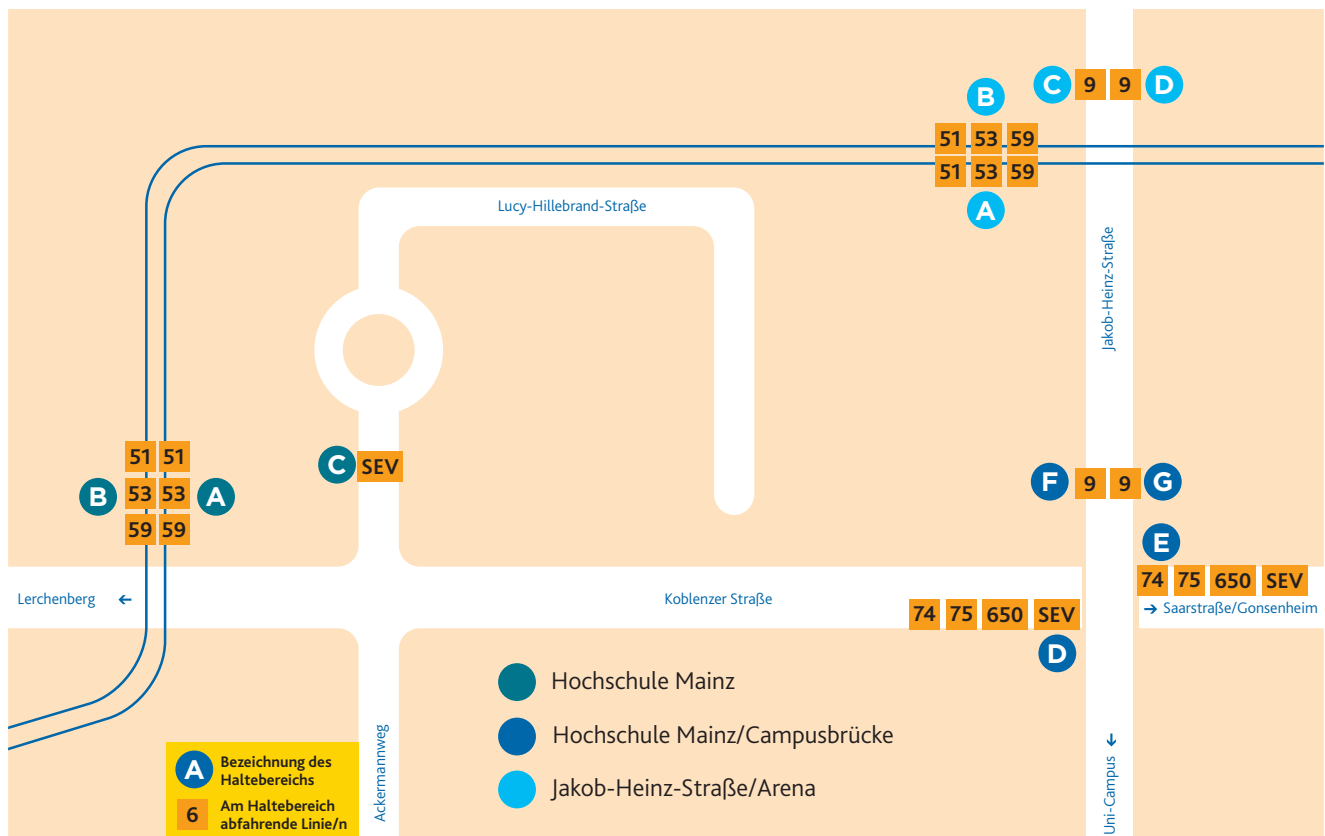 C 9 9 D
B
51 53 59
51 53 59
A
Lucy-Hillebrand-Straße
Jakob-Heinz-Straße
51 51
B 53 53 A
59 59
C SEV
F 9 9 G
E
74 75 650 SEV
Lerchenberg ←
Koblenzer Straße
→ Saarstraße/Gonsenheim
74 75 650 SEV
D
Hochschule Mainz
Hochschule Mainz/Campusbrücke
Jakob-Heinz-Straße/Arena
Ackermannweg
Uni-Campus ←
A Bezeichnung des
Haltebereichs
6 Am Haltebereich
abfahrende Linie/n